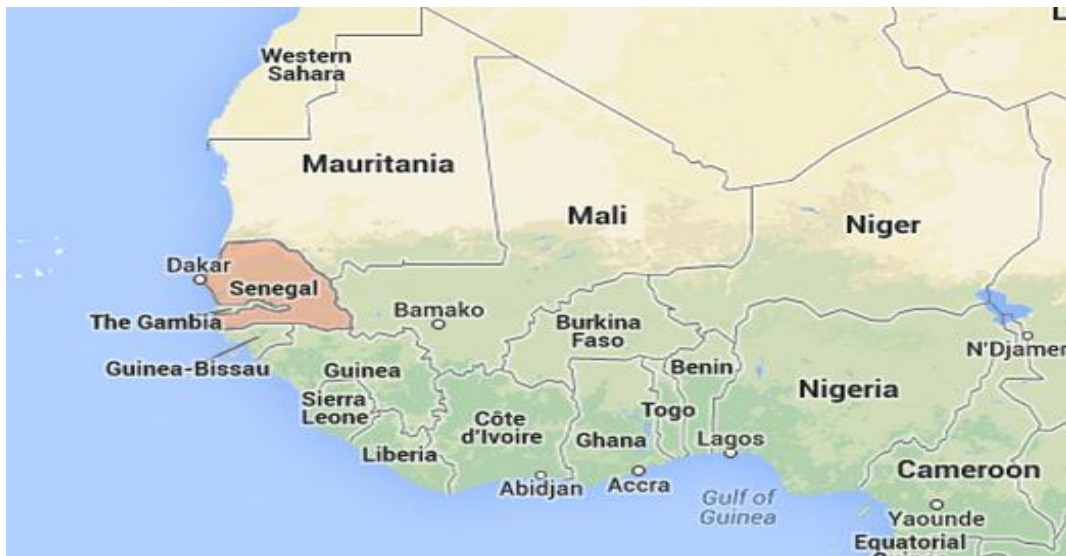 Western
Sahara
Mauritania
Mali
Niger
Dakar
Senegal
The Gambia
Bamako
Burkina
Faso
N'Djamen
Guinea-Bissau
Guinea
Benin
Nigeria
Sierra
Leone
Côte
d'Ivoire
Togo
Ghana
Lagos
Liberia
Cameroon
Abidjan
Accra
Gulf of
Guinea
Yaounde
Equatorial